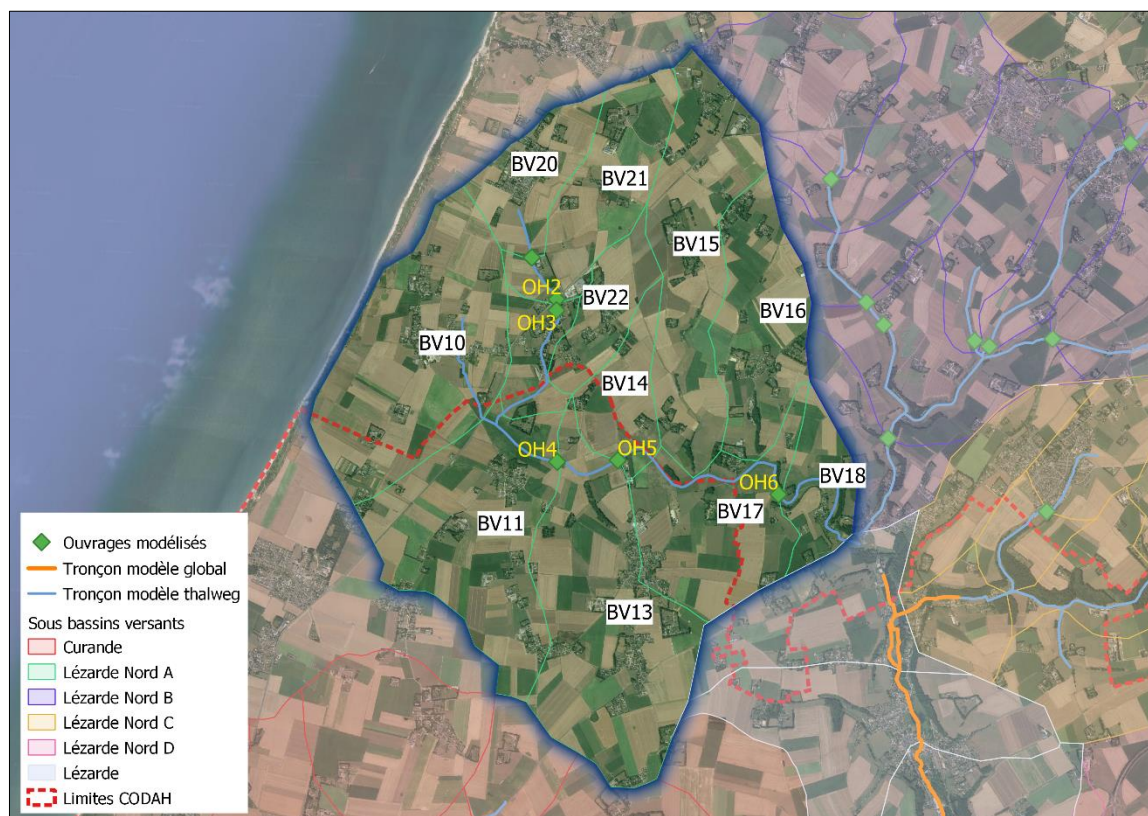 BV20
BV21
BV15
OH2
BV22
OH3
BV16
BV10
BV14
OH4
OH5
BV18
OH6
BV17
BV11
BV13
Ouvrages modélisés
Tronçon modèle global
Tronçon modèle thalweg
Sous bassins versants
Curande
Lézarde Nord A
Lézarde Nord B
Lézarde Nord C
Lézarde Nord D
Lézarde
Limites CODAH